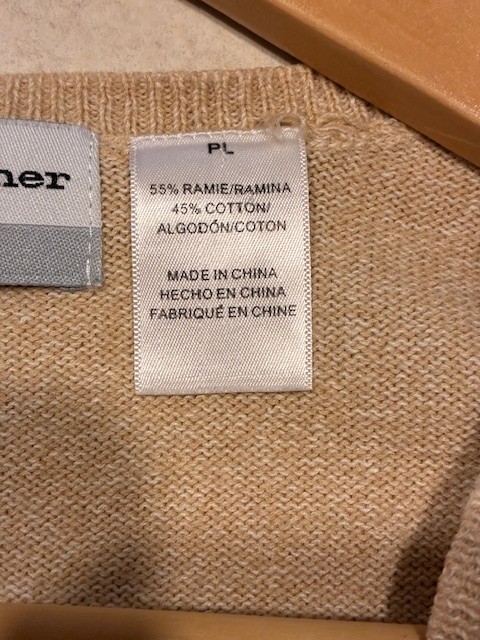 ner
PL
55% RAMIE/RAMINA
45% COTTON/
ALGODÓN/COTON
MADE IN CHINA
HECHO EN CHINA
FABRIQUÉ EN CHINE